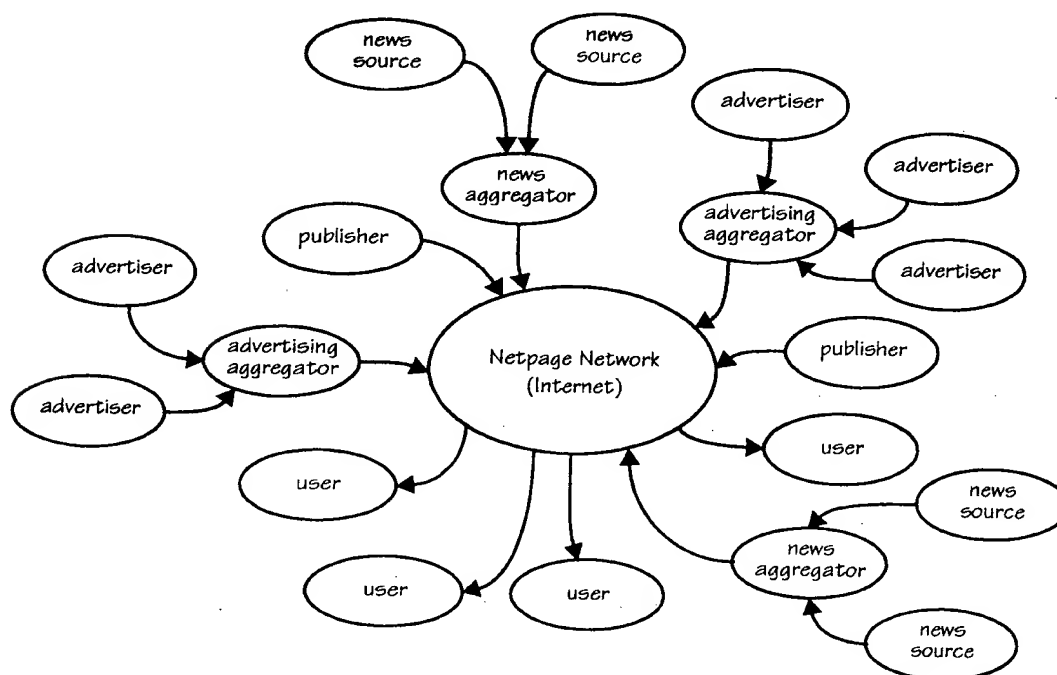 news
source
news
source
advertiser
advertiser
news
aggregator
advertising
aggregator
publisher
advertiser
advertiser
advertising
aggregator
Netpage Network
(Internet)
publisher
advertiser
user
user
news
source
news
aggregator
user
user
news
source